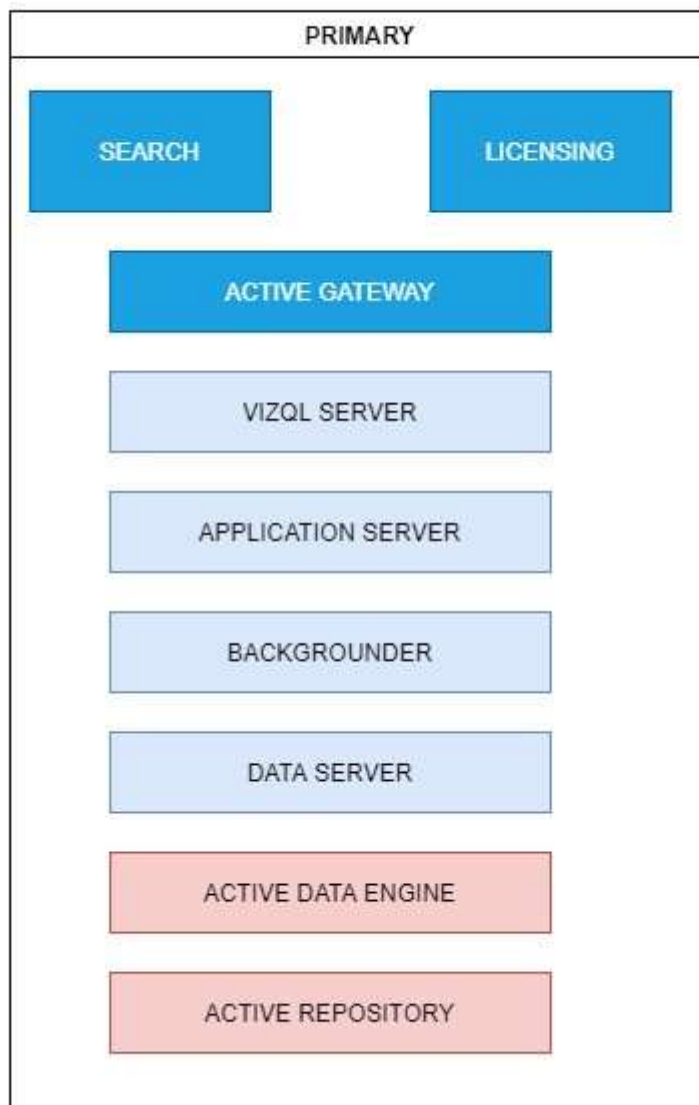 PRIMARY
SEARCH
LICENSING
ACTIVE GATEWAY
VIZQL SERVER
APPLICATION SERVER
BACKGROUNDER
DATA SERVER
ACTIVE DATA ENGINE
ACTIVE REPOSITORY